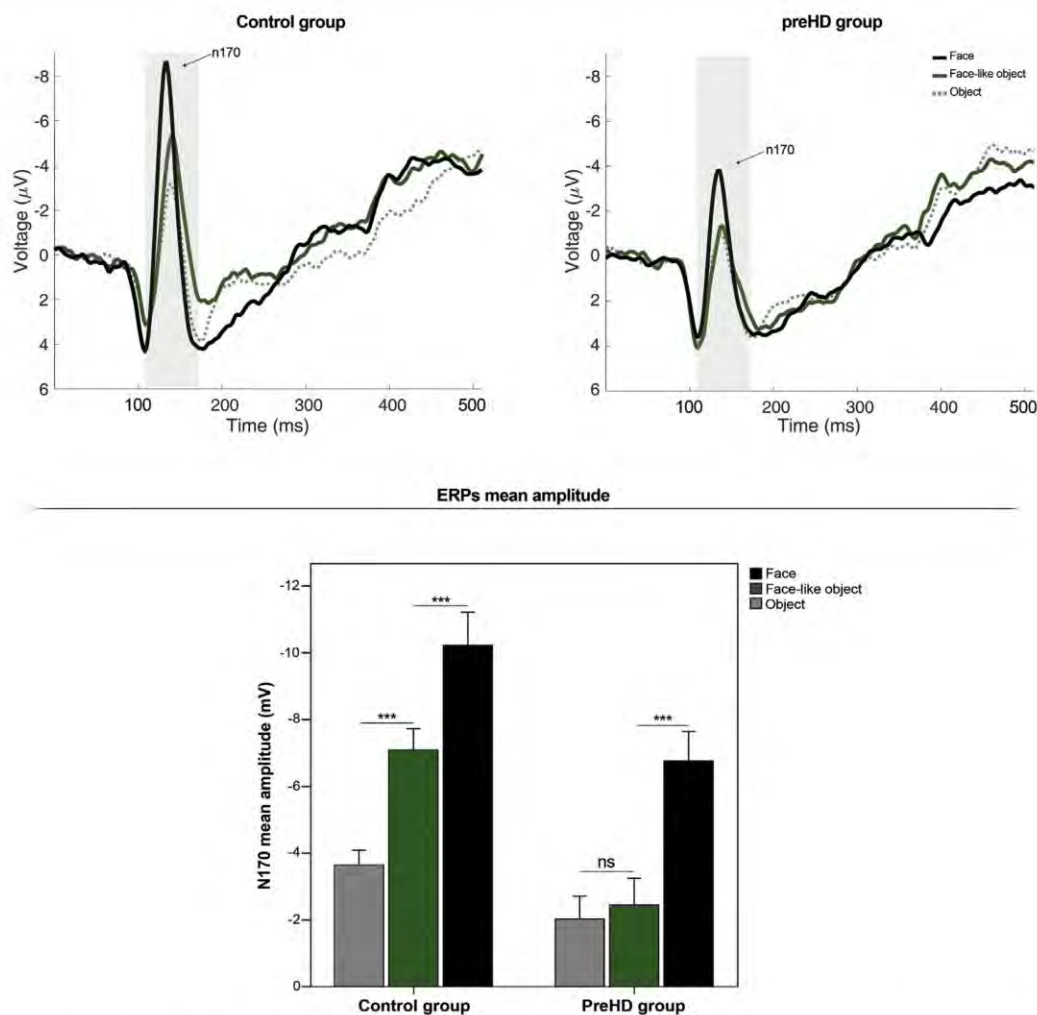 Control group
preHD group
n170
-8
-6
-4
-2
0
2
4
6
Voltage (μV)
100
200
300
400
500
Time (ms)
Face
Face-like object
Object
n170
-8
-6
-4
-2
0
2
4
6
Voltage (μV)
100
200
300
400
500
Time (ms)
ERPs mean amplitude
Face
Face-like object
Object
-12
-10
-8
-6
-4
-2
0
N170 mean amplitude (mV)
***
***
***
ns
Control group
PreHD group